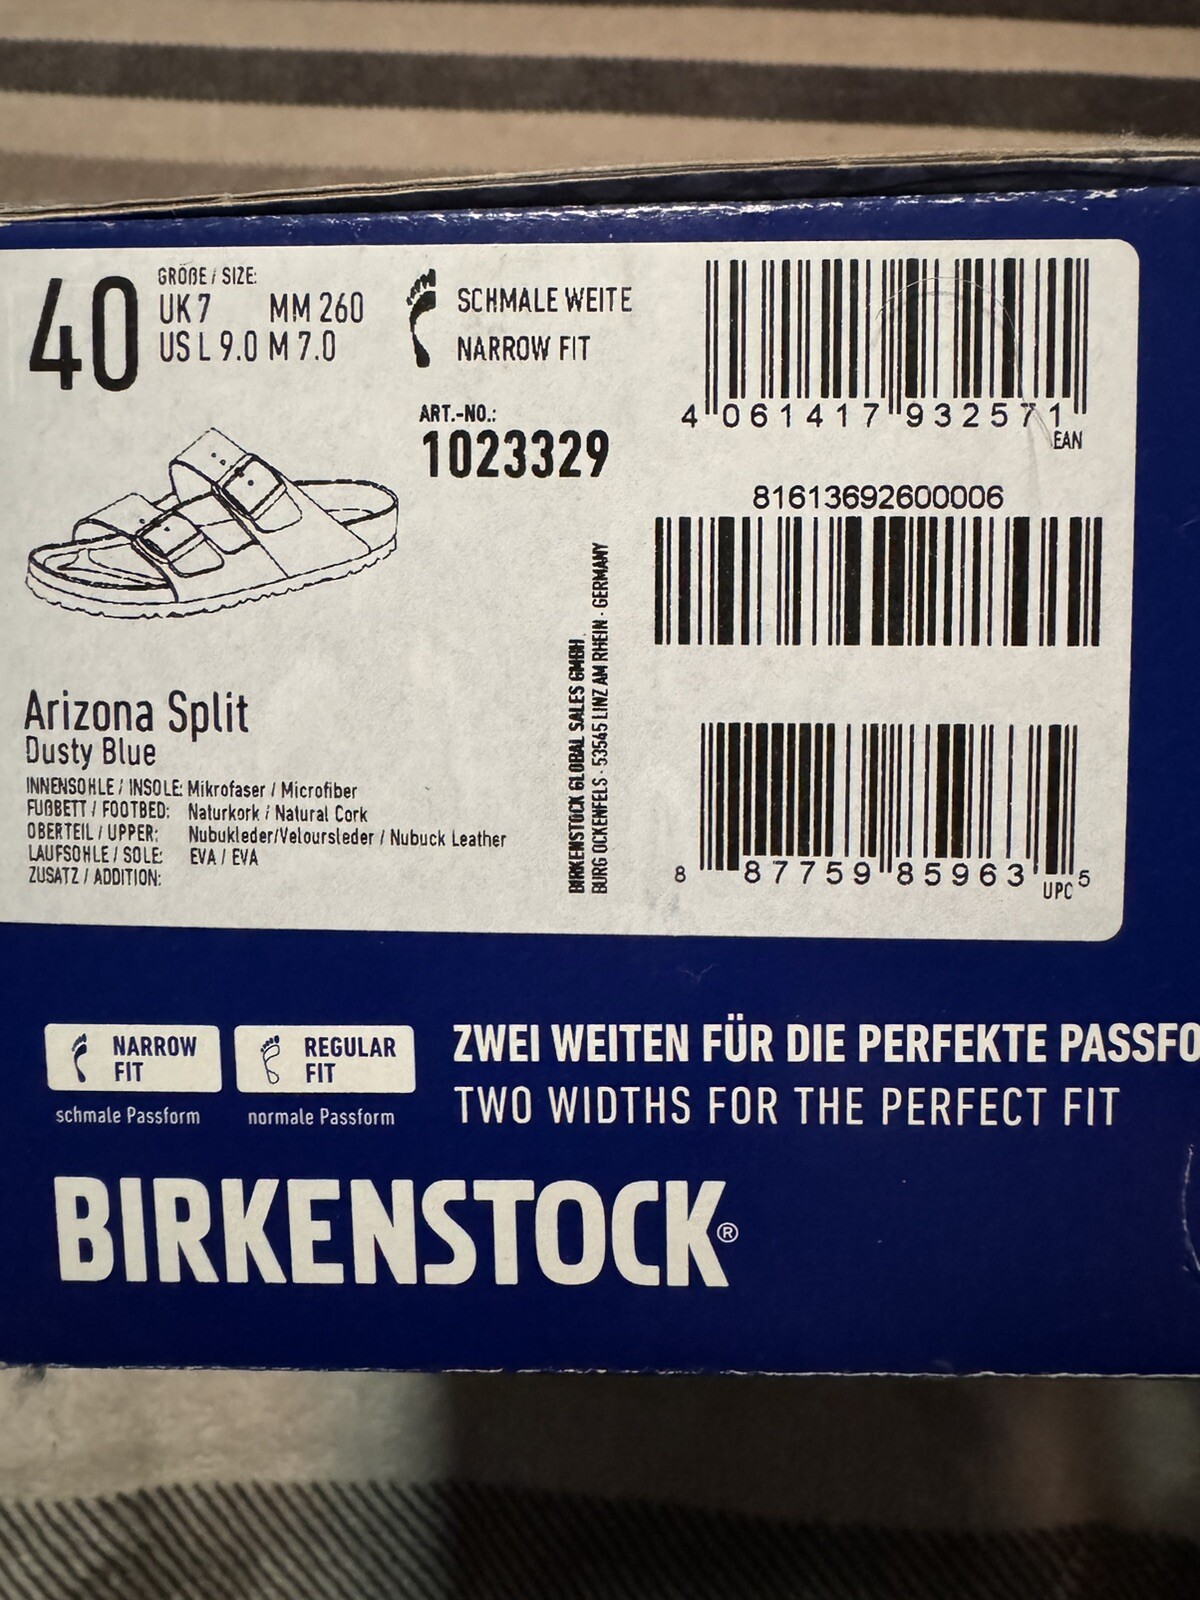 40
GRÖßE / SIZE:
UK 7 MM 260
US L 9.0 M 7.0
SCHMALE WEITE
NARROW FIT
ART.-NO.:
1023329
4 061417 932571
EAN
81613692600006
BIRKENSTOCK GLOBAL SALES GMBH
BURG OCKENFELS · 53545 LINZ AM RHEIN · GERMANY
Arizona Split
Dusty Blue
INNENSOHLE / INSOLE: Mikrofaser / Microfiber
FUßBETT / FOOTBED: Naturkork / Natural Cork
OBERTEIL / UPPER: Nubukleder/Veloursleder / Nubuck Leather
LAUFSOHLE / SOLE: EVA / EVA
ZUSATZ / ADDITION:
8 87759 85963 5
UPC
NARROW
FIT
schmale Passform
REGULAR
FIT
normale Passform
ZWEI WEITEN FÜR DIE PERFEKTE PASSFO
TWO WIDTHS FOR THE PERFECT FIT
BIRKENSTOCK®